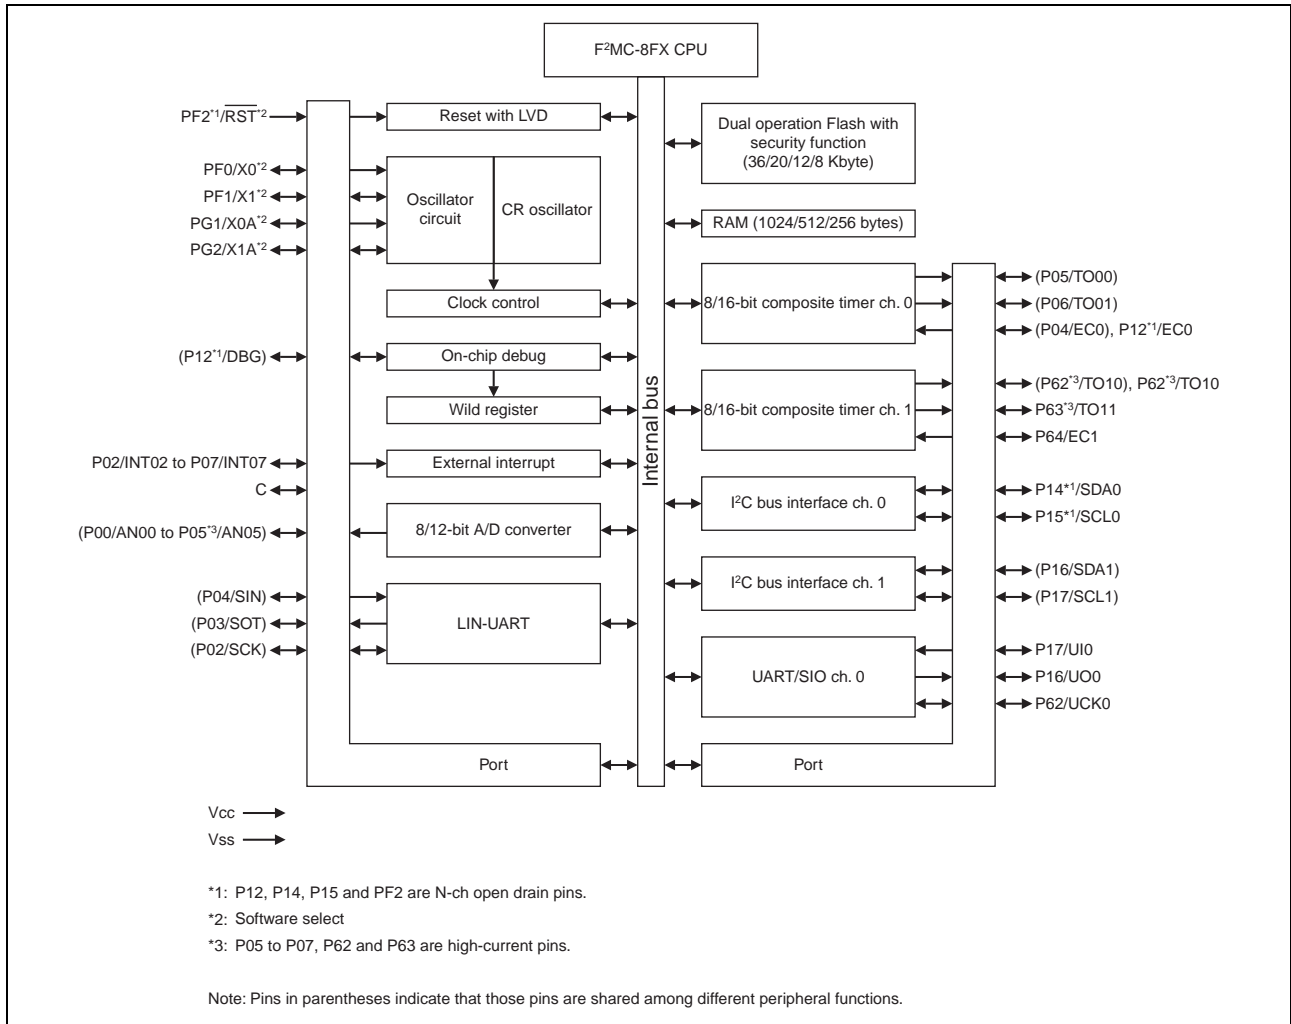 F²MC-8FX CPU
PF2*1/RST*2
Reset with LVD
Dual operation Flash with
security function
(36/20/12/8 Kbyte)
PF0/X0*2
PF1/X1*2
PG1/X0A*2
PG2/X1A*2
Oscillator
circuit
CR oscillator
RAM (1024/512/256 bytes)
Clock control
8/16-bit composite timer ch. 0
(P05/TO00)
(P06/TO01)
(P04/EC0), P12*1/EC0
(P12*1/DBG)
On-chip debug
Wild register
Internal bus
8/16-bit composite timer ch. 1
(P62*3/TO10), P62*3/TO10
P63*3/TO11
P64/EC1
P02/INT02 to P07/INT07
External interrupt
C
I²C bus interface ch. 0
P14*1/SDA0
P15*1/SCL0
(P00/AN00 to P05*3/AN05)
8/12-bit A/D converter
I²C bus interface ch. 1
(P16/SDA1)
(P17/SCL1)
(P04/SIN)
(P03/SOT)
(P02/SCK)
LIN-UART
UART/SIO ch. 0
P17/UI0
P16/UO0
P62/UCK0
Port
Port
Vcc
Vss
*1: P12, P14, P15 and PF2 are N-ch open drain pins.
*2: Software select
*3: P05 to P07, P62 and P63 are high-current pins.
Note: Pins in parentheses indicate that those pins are shared among different peripheral functions.